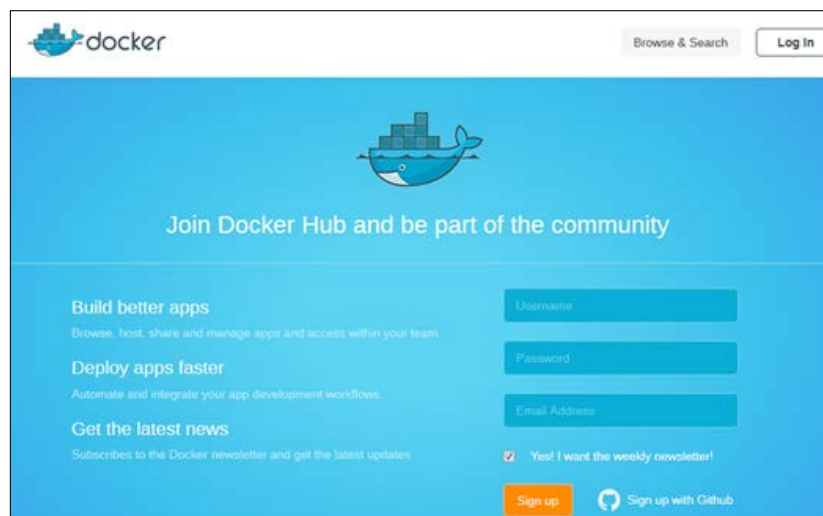 docker
Browse & Search
Log In
Join Docker Hub and be part of the community
Build better apps
Browse, host, share and manage apps and access within your team.
Deploy apps faster
Automate and integrate your app development workflows.
Get the latest news
Subscribes to the Docker newsletter and get the latest updates
Username
Password
Email Address
Yes! I want the weekly newsletter!
Sign up
Sign up with Github